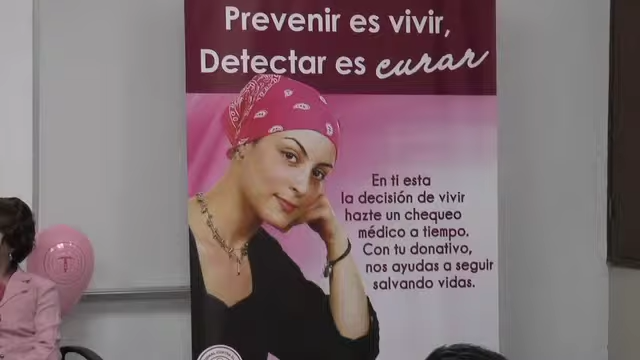 Prevenir es vivir,
Detectar es curar
En ti esta
la decisión de vivir
hazte un chequeo
médico a tiempo.
Con tu donativo,
nos ayudas a seguir
salvando vidas.